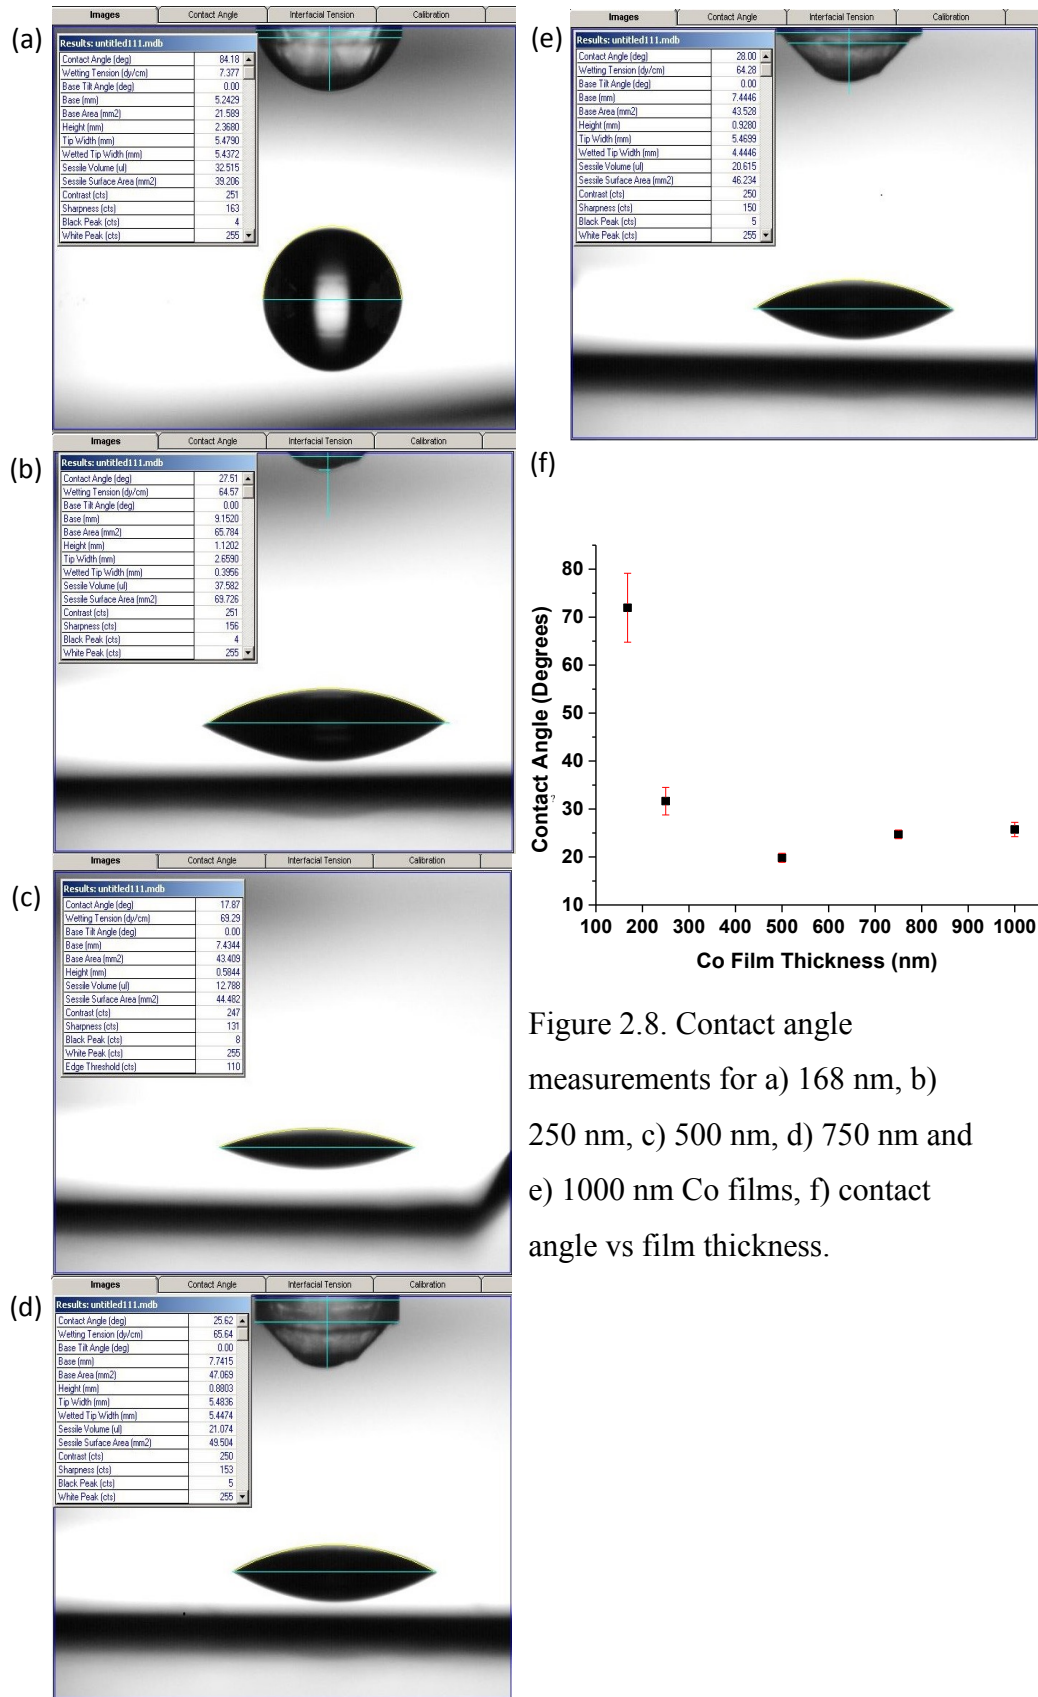 (a)
Images Contact Angle Interfacial Tension Calibration
Results: untitled111.mdb
Contact Angle (deg) 84.18
Wetting Tension (dy/cm) 7.377
Base Tilt Angle (deg) 0.00
Base (mm) 5.2429
Base Area (mm2) 21.589
Height (mm) 2.3680
Tip Width (mm) 5.4790
Wetted Tip Width (mm) 5.4372
Sessile Volume (ul) 32.515
Sessile Surface Area (mm2) 39.206
Contrast (cts) 251
Sharpness (cts) 163
Black Peak (cts) 4
White Peak (cts) 255
(b)
Images Contact Angle Interfacial Tension Calibration
Results: untitled111.mdb
Contact Angle (deg) 27.51
Wetting Tension (dy/cm) 64.57
Base Tilt Angle (deg) 0.00
Base (mm) 9.1520
Base Area (mm2) 65.784
Height (mm) 1.1202
Tip Width (mm) 2.6590
Wetted Tip Width (mm) 0.3956
Sessile Volume (ul) 37.582
Sessile Surface Area (mm2) 69.726
Contrast (cts) 251
Sharpness (cts) 156
Black Peak (cts) 4
White Peak (cts) 255
(c)
Images Contact Angle Interfacial Tension Calibration
Results: untitled111.mdb
Contact Angle (deg) 17.87
Wetting Tension (dy/cm) 69.29
Base Tilt Angle (deg) 0.00
Base (mm) 7.4344
Base Area (mm2) 43.409
Height (mm) 0.5844
Sessile Volume (ul) 12.788
Sessile Surface Area (mm2) 44.482
Contrast (cts) 247
Sharpness (cts) 131
Black Peak (cts) 8
White Peak (cts) 255
Edge Threshold (cts) 110
(d)
Images Contact Angle Interfacial Tension Calibration
Results: untitled111.mdb
Contact Angle (deg) 25.62
Wetting Tension (dy/cm) 65.64
Base Tilt Angle (deg) 0.00
Base (mm) 7.7415
Base Area (mm2) 47.069
Height (mm) 0.8803
Tip Width (mm) 5.4836
Wetted Tip Width (mm) 5.4474
Sessile Volume (ul) 21.074
Sessile Surface Area (mm2) 49.504
Contrast (cts) 250
Sharpness (cts) 153
Black Peak (cts) 5
White Peak (cts) 255
(e)
Images Contact Angle Interfacial Tension Calibration
Results: untitled111.mdb
Contact Angle (deg) 28.00
Wetting Tension (dy/cm) 64.28
Base Tilt Angle (deg) 0.00
Base (mm) 7.4446
Base Area (mm2) 43.528
Height (mm) 0.9280
Tip Width (mm) 5.4699
Wetted Tip Width (mm) 4.4446
Sessile Volume (ul) 20.615
Sessile Surface Area (mm2) 46.234
Contrast (cts) 250
Sharpness (cts) 150
Black Peak (cts) 5
White Peak (cts) 255
(f)
Contact Angle (Degrees)
?
80
70
60
50
40
30
20
10
100 200 300 400 500 600 700 800 900 1000
Co Film Thickness (nm)
Figure 2.8. Contact angle
measurements for a) 168 nm, b)
250 nm, c) 500 nm, d) 750 nm and
e) 1000 nm Co films, f) contact
angle vs film thickness.